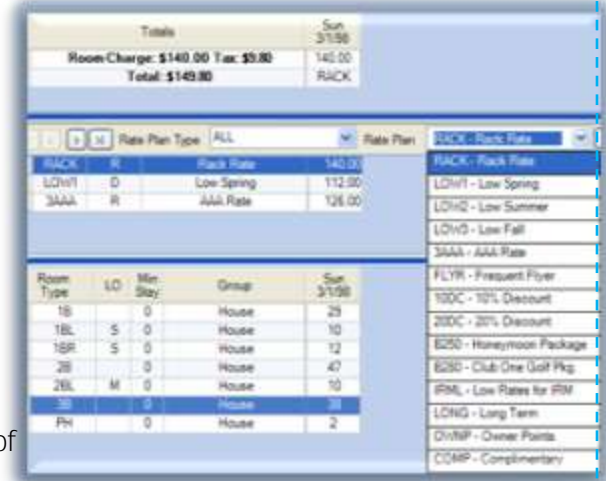 Totals Sun 3/1/98
Room Charge: $140.00 Tax: $9.80 140.00
Total: $149.80 RACK
Rate Plan Type ALL Rate Plan RACK - Rack Rate
RACK R Rack Rate 140.00
LOW1 D Low Spring 112.00
3AAA R AAA Rate 126.00
RACK - Rack Rate
LOW1 - Low Spring
LOW2 - Low Summer
LOW3 - Low Fall
3AAA - AAA Rate
FLYR - Frequent Flyer
10DC - 10% Discount
20DC - 20% Discount
B250 - Honeymoon Package
B280 - Club One Golf Pkg
IRML - Low Rates for IRM
LONG - Long Term
OWNP - Owner Points
COMP - Complimentary
Room Type LO Min Stay Group Sun 3/1/98
1B 0 House 29
1BL S 0 House 10
1BR S 0 House 12
2B 0 House 47
2BL M 0 House 10
3B 0 House
PH 0 House 2
of